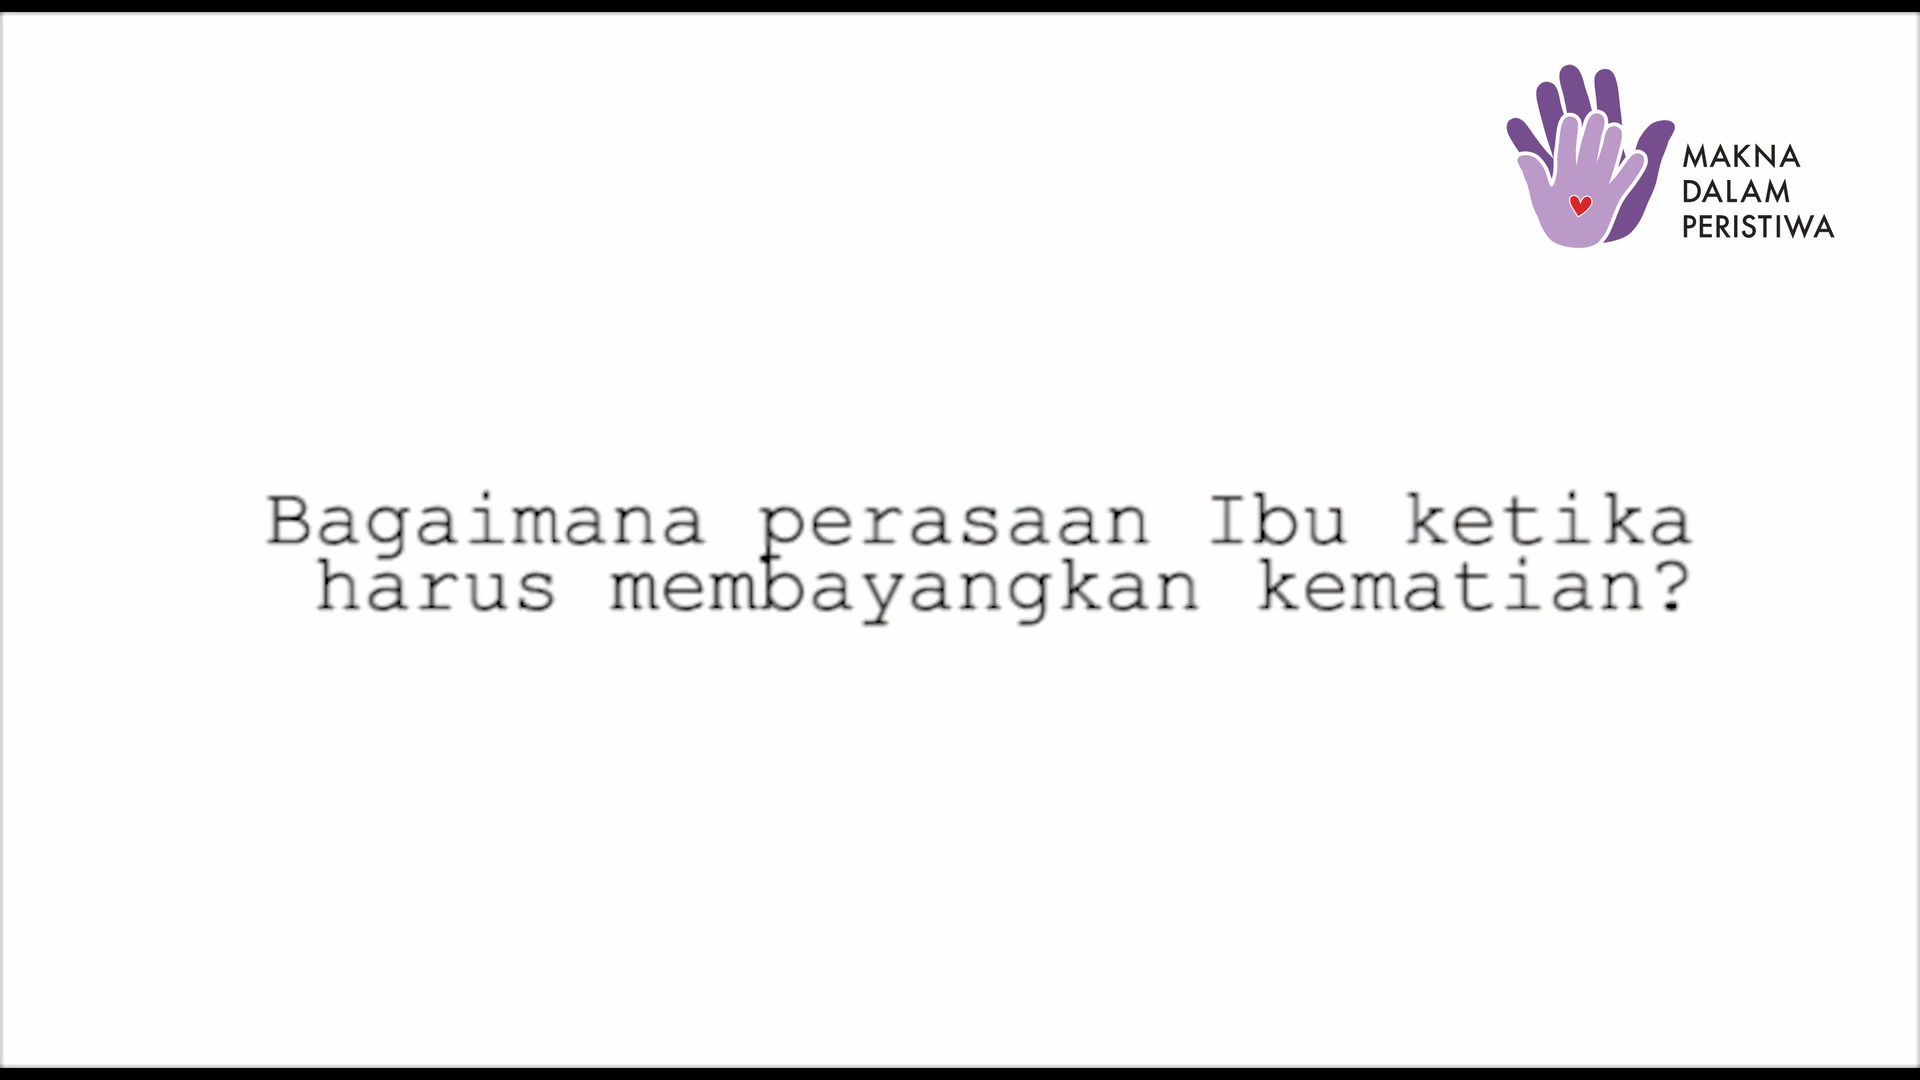 MAKNA
DALAM
PERISTIWA
Bagaimana perasaan Ibu ketika
harus membayangkan kematian?